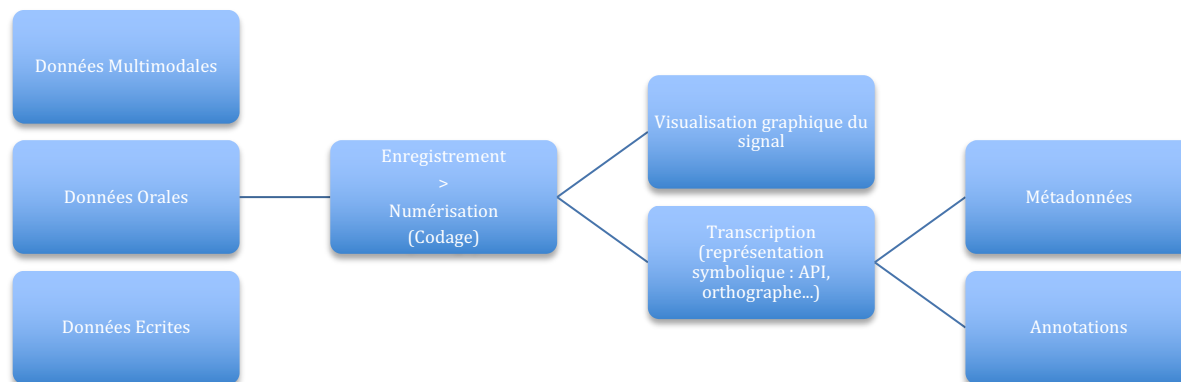 Données Multimodales
Données Orales
Données Ecrites
Enregistrement
>
Numérisation
(Codage)
Visualisation graphique du
signal
Transcription
(représentation
symbolique : API,
orthographe...)
Métadonnées
Annotations